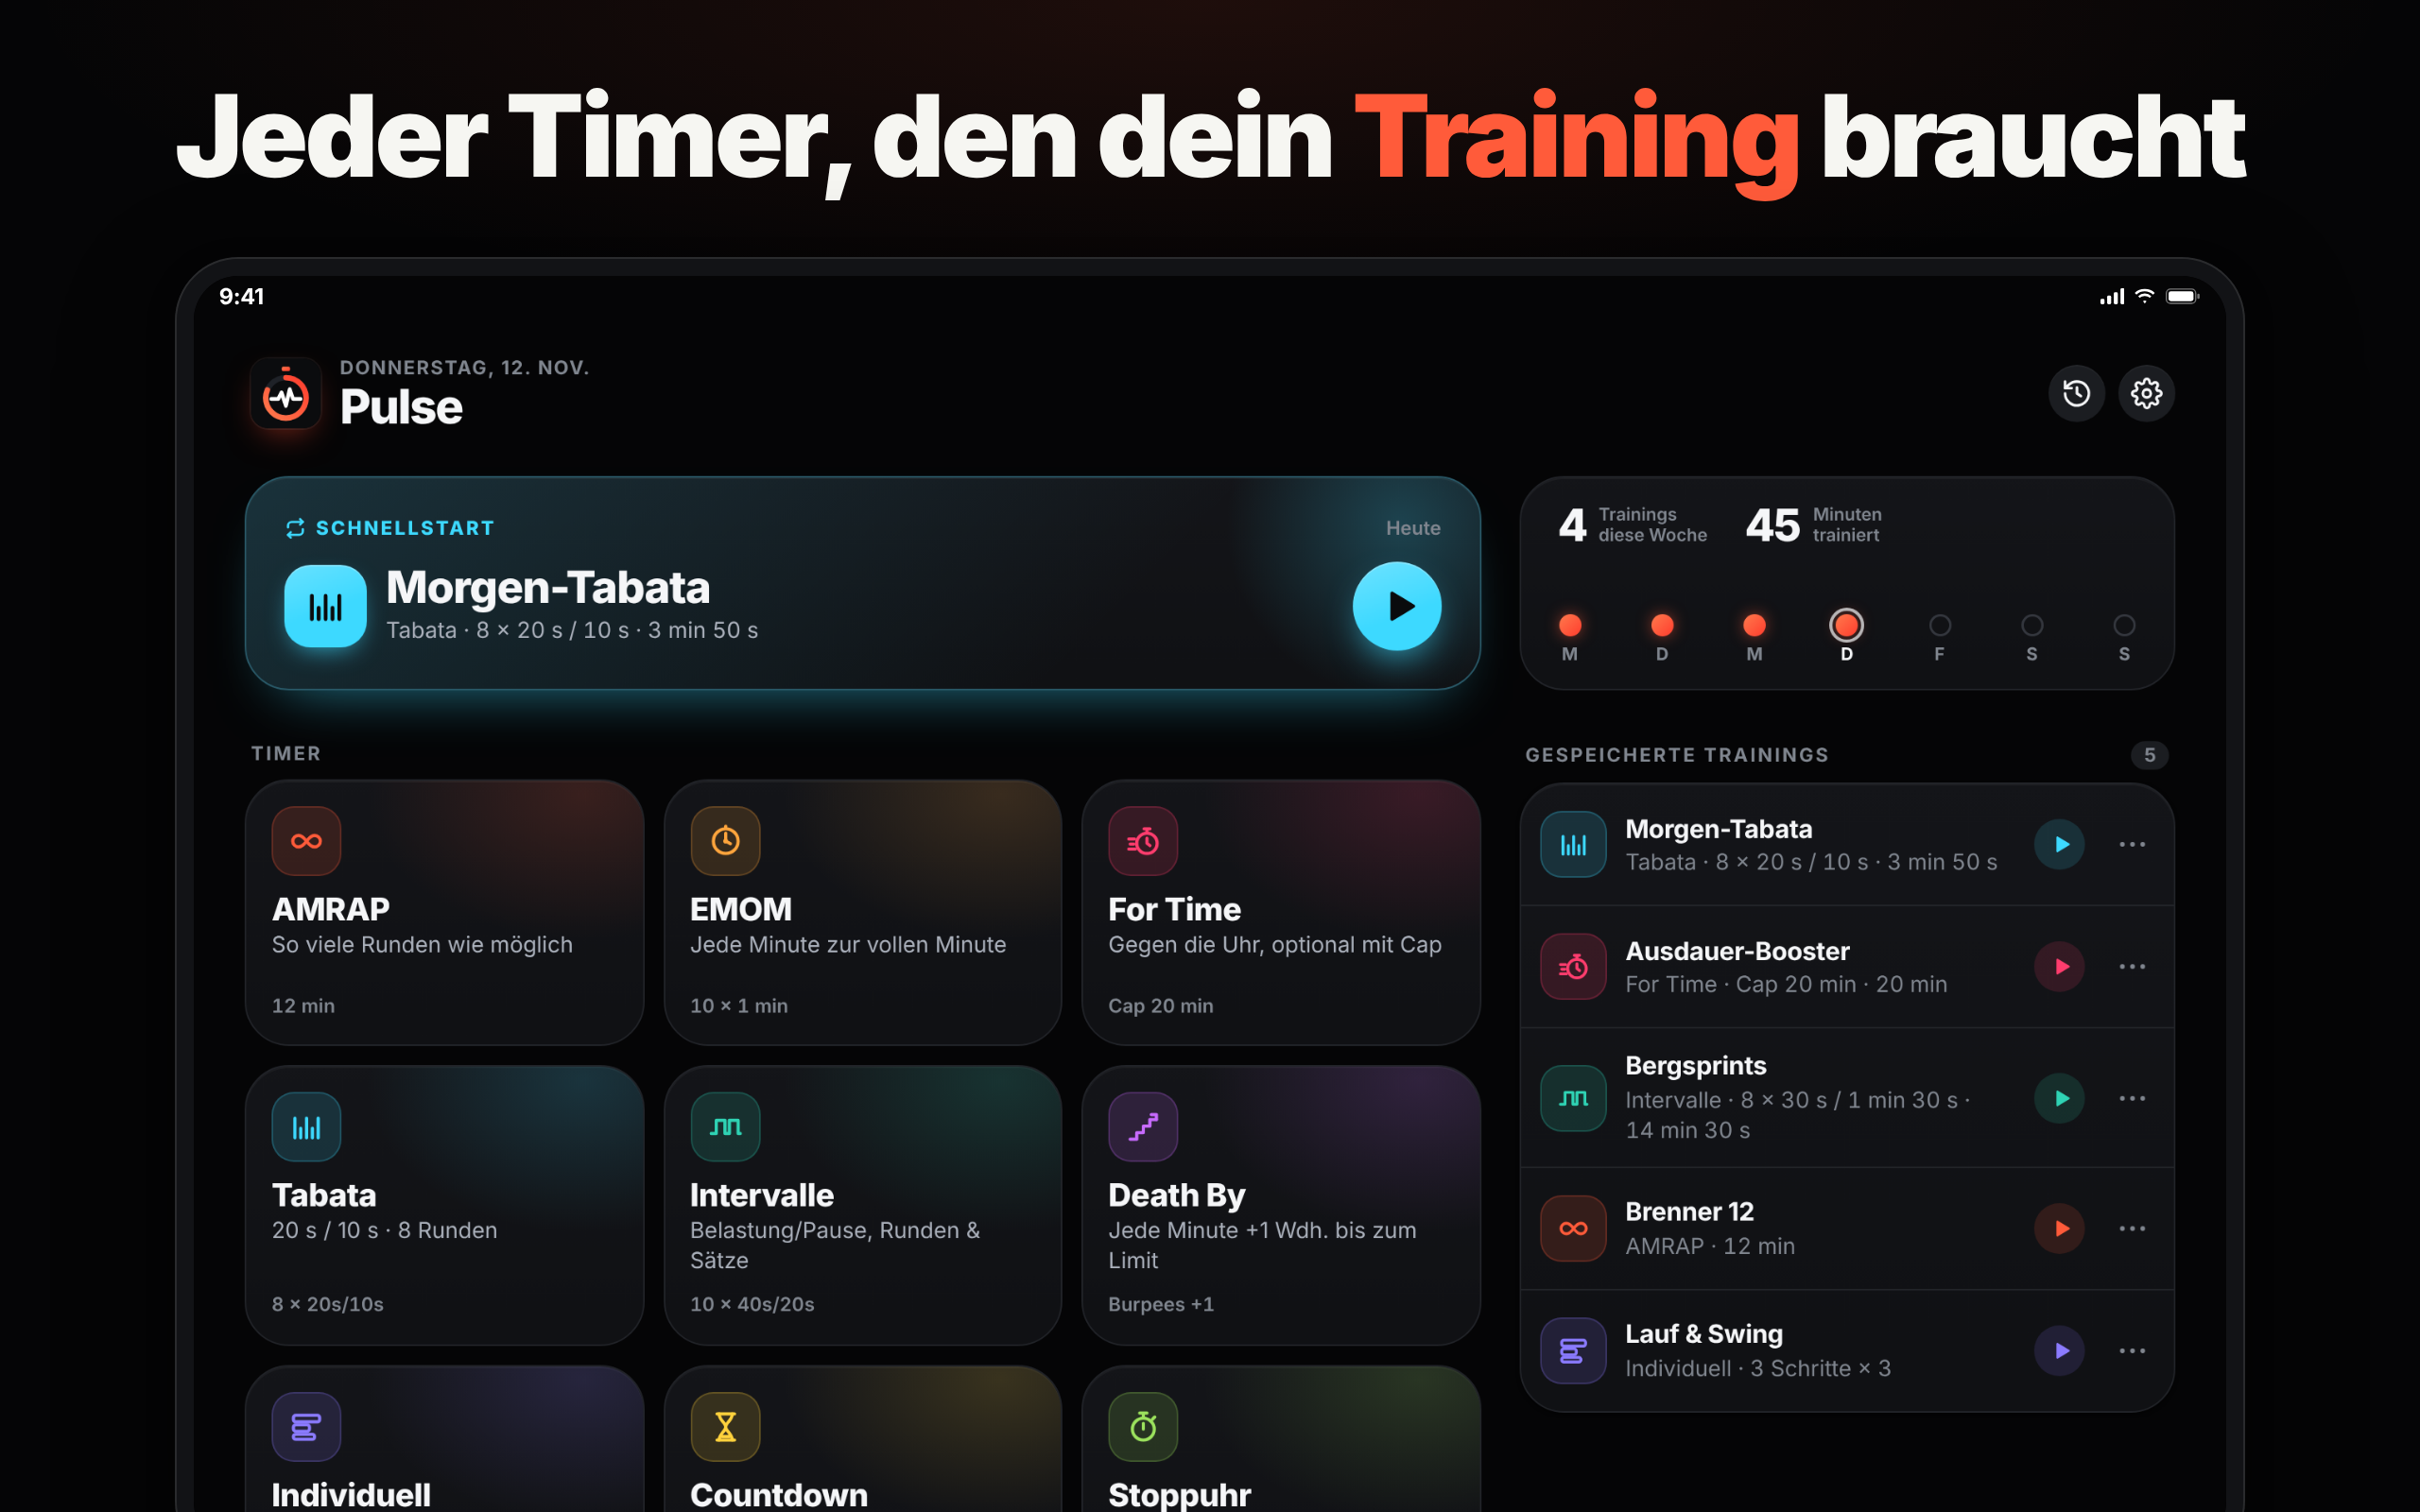 Jeder Timer, den dein Training braucht
9:41
DONNERSTAG, 12. NOV.
Pulse
SCHNELLSTART
Heute
Morgen-Tabata
Tabata · 8 × 20 s / 10 s · 3 min 50 s
4 Trainings
diese Woche
45 Minuten
trainiert
M D M D F S S
TIMER
AMRAP
So viele Runden wie möglich
12 min
EMOM
Jede Minute zur vollen Minute
10 × 1 min
For Time
Gegen die Uhr, optional mit Cap
Cap 20 min
Tabata
20 s / 10 s · 8 Runden
8 × 20s/10s
Intervalle
Belastung/Pause, Runden &
Sätze
10 × 40s/20s
Death By
Jede Minute +1 Wdh. bis zum
Limit
Burpees +1
Individuell
Countdown
Stoppuhr
GESPEICHERTE TRAININGS
5
Morgen-Tabata
Tabata · 8 × 20 s / 10 s · 3 min 50 s
Ausdauer-Booster
For Time · Cap 20 min · 20 min
Bergsprints
Intervalle · 8 × 30 s / 1 min 30 s ·
14 min 30 s
Brenner 12
AMRAP · 12 min
Lauf & Swing
Individuell · 3 Schritte × 3